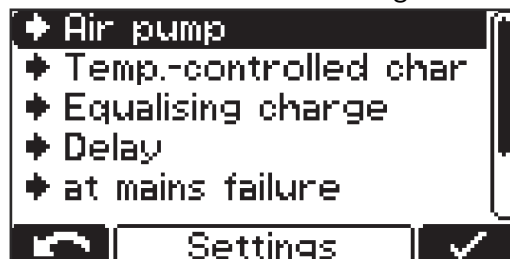 Air pump
Temp.-controlled char
Equalising charge
Delay
at mains failure
Settings